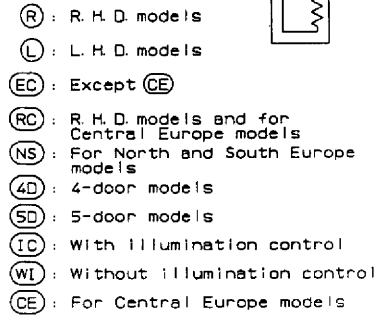 (R) : R. H. D. models
(L) : L. H. D. models
(EC) : Except (CE)
(RC) : R. H. D. models and for
Central Europe models
(NS) : For North and South Europe
models
(4D) : 4-door models
(5D) : 5-door models
(IC) : With illumination control
(WI) : Without illumination control
(CE) : For Central Europe models